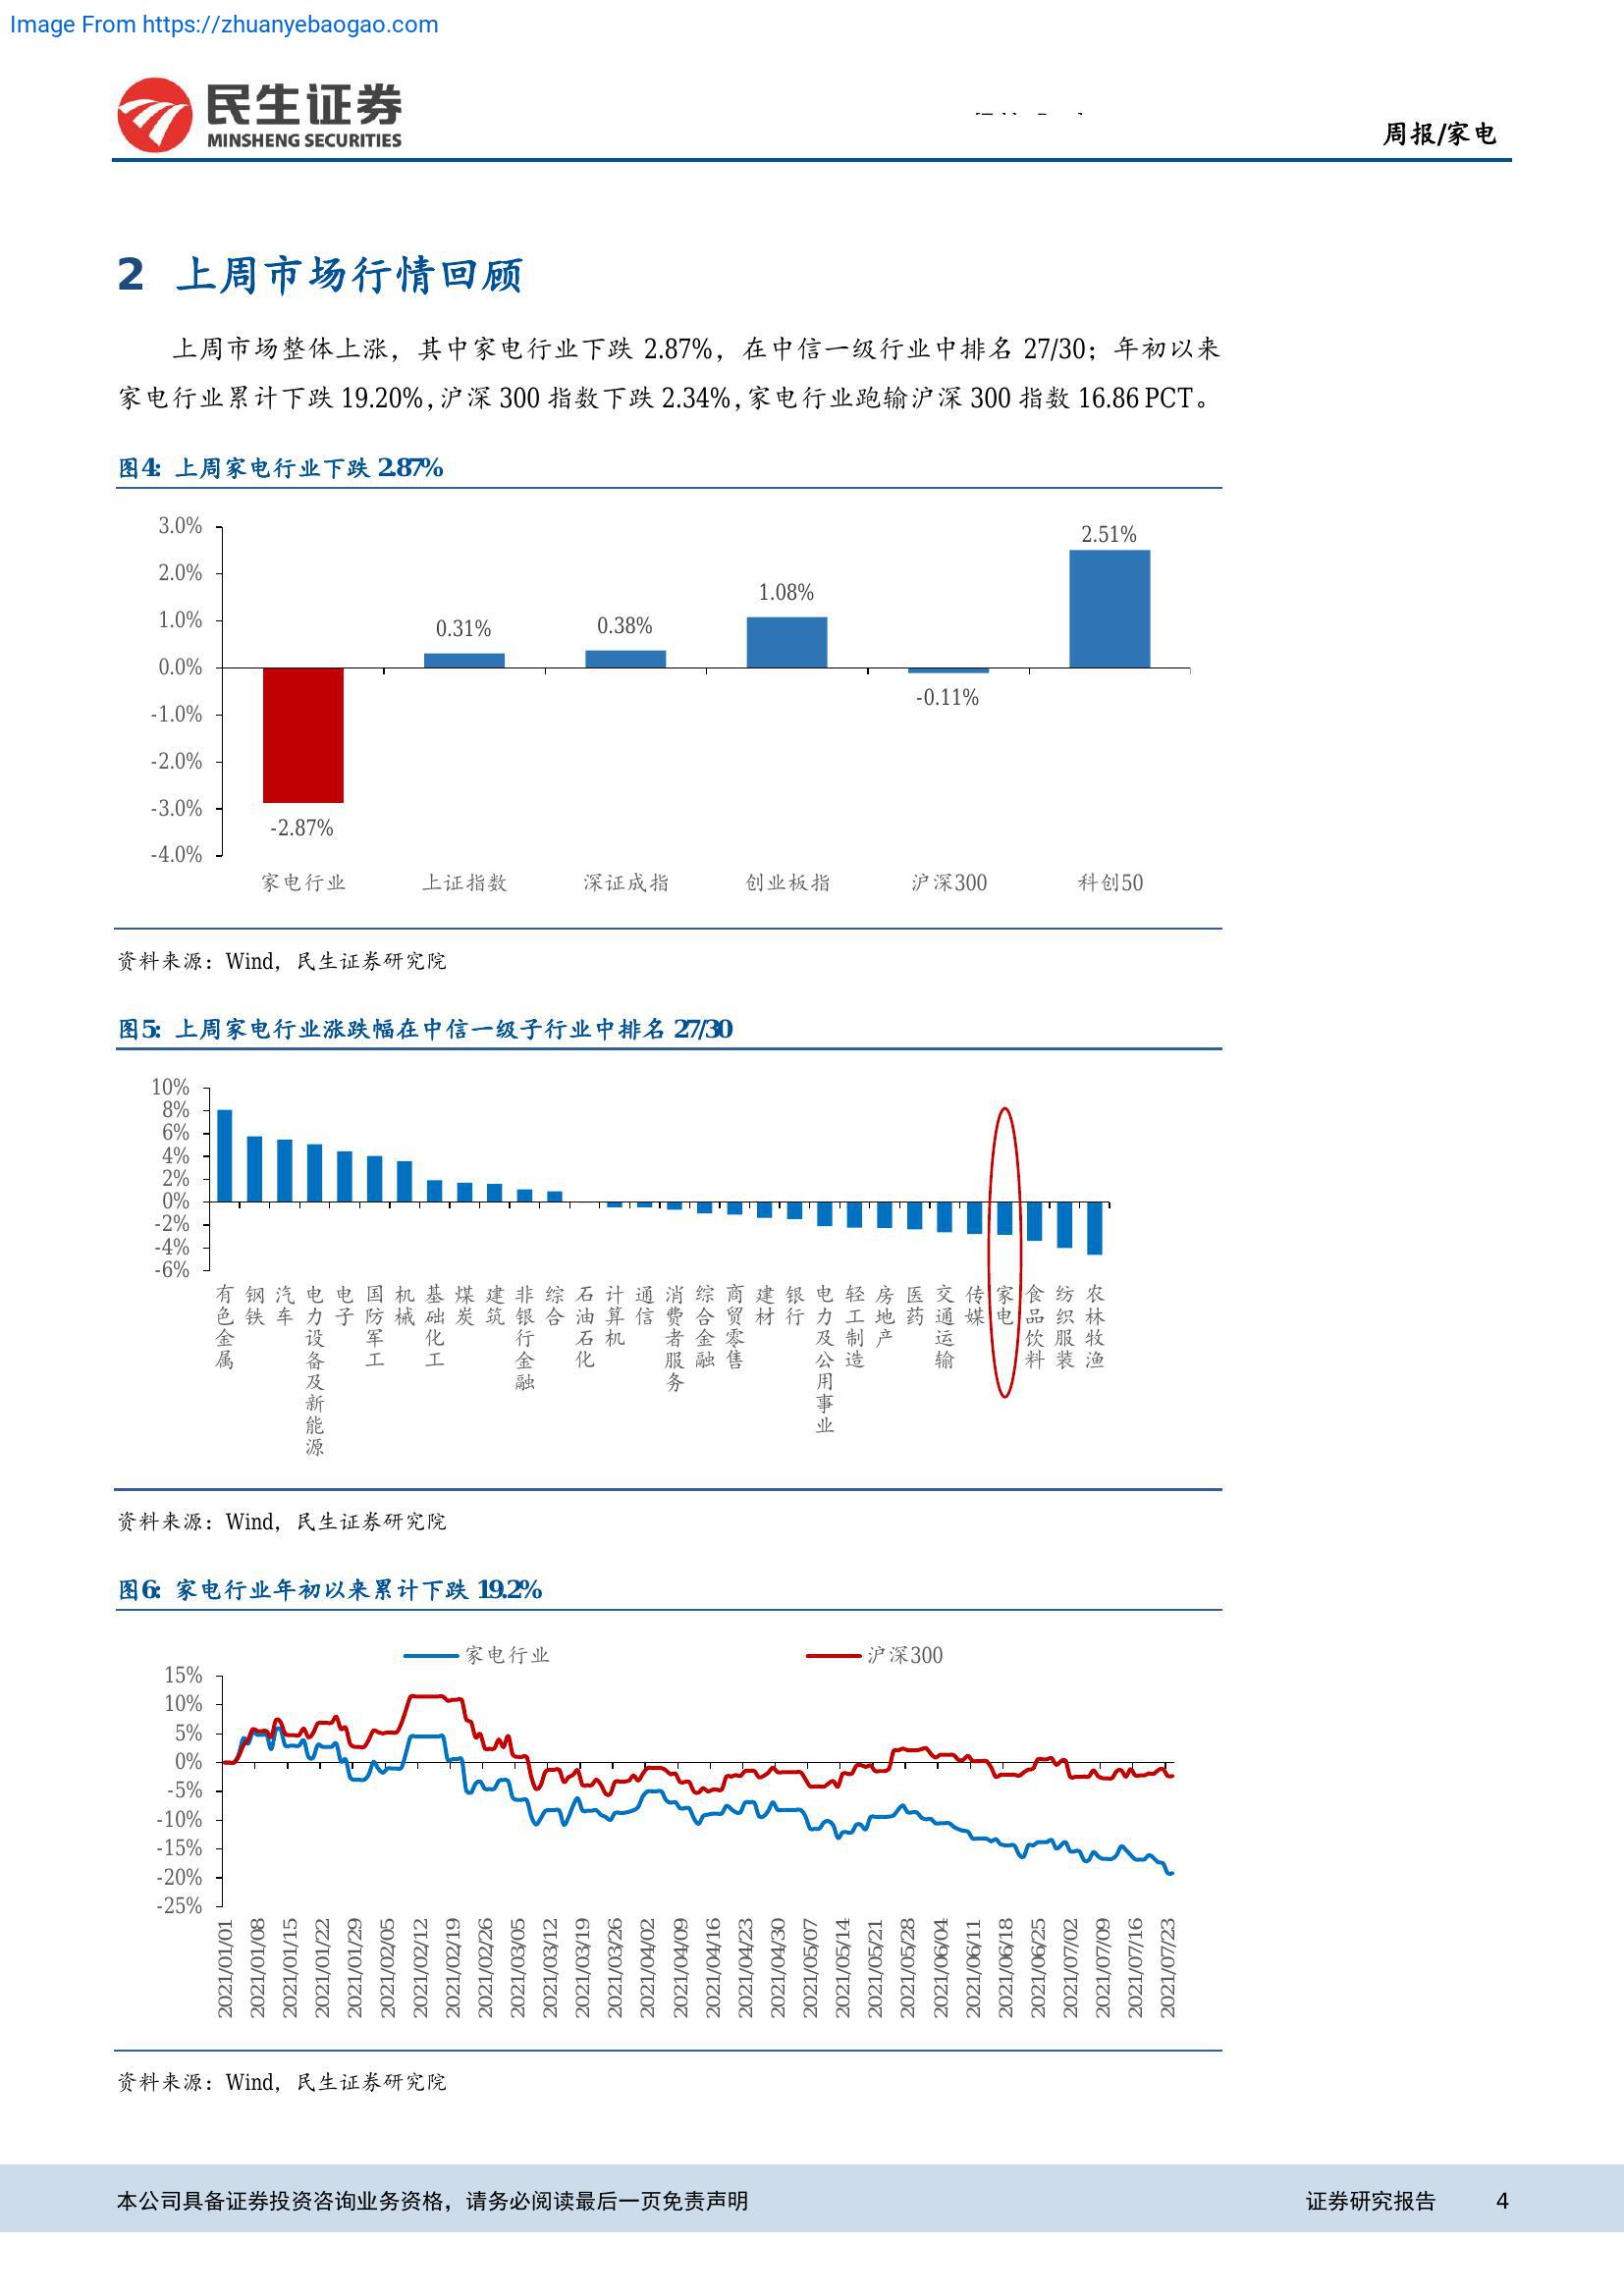 Image From https://zhuanyebaogao.com
民生证券
MINSHENG SECURITIES
周报/家电
2 上周市场行情回顾
上周市场整体上涨，其中家电行业下跌 2.87%，在中信一级行业中排名 27/30；年初以来
家电行业累计下跌 19.20%，沪深 300 指数下跌 2.34%，家电行业跑输沪深 300 指数 16.86 PCT。
图4：上周家电行业下跌 2.87%
3.0%
2.0%
1.0%
0.0%
-1.0%
-2.0%
-3.0%
-4.0%
-2.87%
0.31%
0.38%
1.08%
-0.11%
2.51%
家电行业 上证指数 深证成指 创业板指 沪深300 科创50
资料来源：Wind，民生证券研究院
图5：上周家电行业涨跌幅在中信一级子行业中排名 27/30
10%
8%
6%
4%
2%
0%
-2%
-4%
-6%
有色金属
钢铁
汽车
电力设备及新能源
电子
国防军工
机械
基础化工
煤炭
建筑
非银行金融
综合
石油石化
计算机
通信
消费者服务
综合金融
商贸零售
建材
银行
电力及公用事业
轻工制造
房地产
医药
交通运输
传媒
家电
食品饮料
纺织服装
农林牧渔
资料来源：Wind，民生证券研究院
图6：家电行业年初以来累计下跌 19.2%
家电行业 沪深300
15%
10%
5%
0%
-5%
-10%
-15%
-20%
-25%
2021/01/01
2021/01/08
2021/01/15
2021/01/22
2021/01/29
2021/02/05
2021/02/12
2021/02/19
2021/02/26
2021/03/05
2021/03/12
2021/03/19
2021/03/26
2021/04/02
2021/04/09
2021/04/16
2021/04/23
2021/04/30
2021/05/07
2021/05/14
2021/05/21
2021/05/28
2021/06/04
2021/06/11
2021/06/18
2021/06/25
2021/07/02
2021/07/09
2021/07/16
2021/07/23
资料来源：Wind，民生证券研究院
本公司具备证券投资咨询业务资格，请务必阅读最后一页免责声明 证券研究报告 4